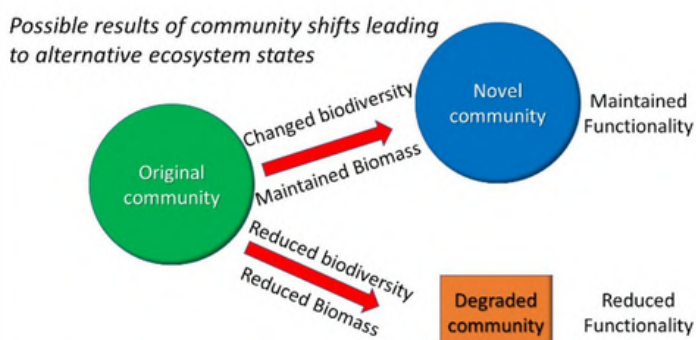 Possible results of community shifts leading
to alternative ecosystem states
Original
community
Changed biodiversity
Maintained Biomass
Novel
community
Maintained
Functionality
Reduced biodiversity
Reduced Biomass
Degraded
community
Reduced
Functionality